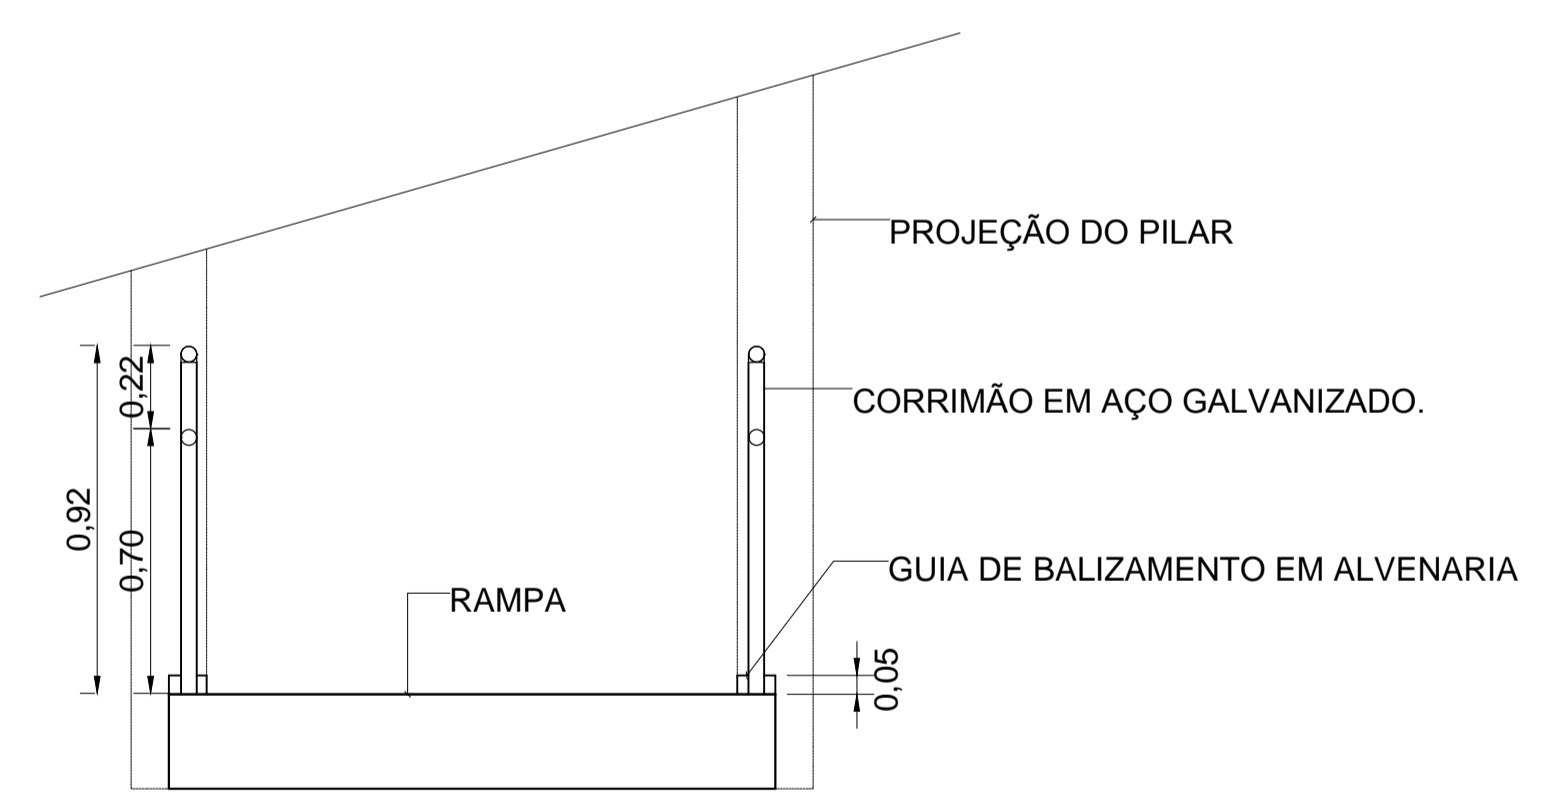 PROJEÇÃO DO PILAR
0,22
CORRIMÃO EM AÇO GALVANIZADO.
0,92
0,70
GUIA DE BALIZAMENTO EM ALVENARIA
RAMPA
0,05